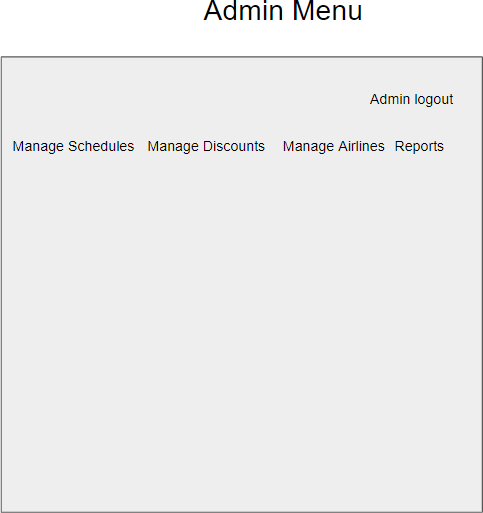 Admin Menu
Admin logout
Manage Schedules Manage Discounts Manage Airlines Reports